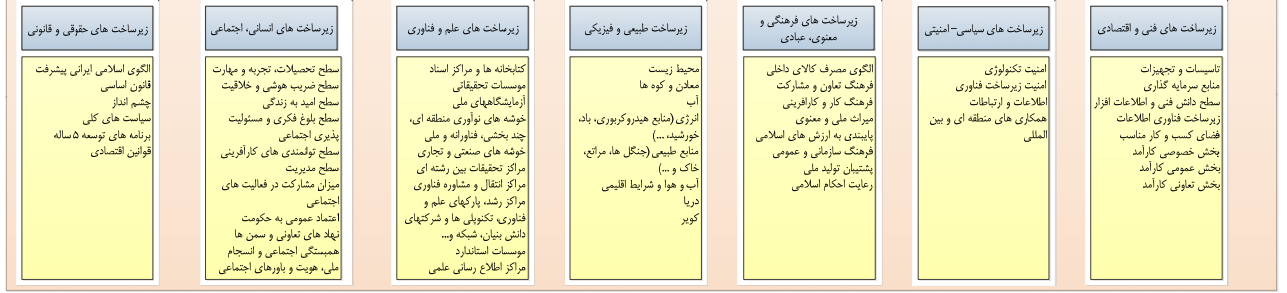 زیرساخت های فنی و اقتصادی
تاسیسات و تجهیزات
منابع سرمایه گذاری
سطح دانش فنی و اطلاعات افزار
زیرساخت فناوری اطلاعات
فضای کسب و کار مناسب
بخش خصوصی کارآمد
بخش عمومی کارآمد
بخش تعاونی کارآمد
زیرساخت های سیاسی-امنیتی
امنیت تکنولوژی
امنیت زیرساخت فناوری
اطلاعات و ارتباطات
همکاری های منطقه ای و بین
المللی
زیرساخت های فرهنگی و
معنوی، عبادی
الگوی مصرف کالای داخلی
فرهنگ تعاون و مشارکت
فرهنگ کار و کارافرینی
میراث ملی و معنوی
پایبندی به ارزش های اسلامی
فرهنگ سازمانی و عمومی
پشتیبان تولید ملی
رعایت احکام اسلامی
زیرساخت طبیعی و فیزیکی
محیط زیست
معادن و کوه ها
آب
انرژی (منابع هیدروکربوری، باد،
خورشید، ...)
منابع طبیعی (جنگل ها، مراتع،
خاک و ...)
آب و هوا و شرایط اقلیمی
دریا
کویر
زیرساخت های علم و فناوری
کتابخانه ها و مراکز اسناد
موسسات تحقیقاتی
آزمایشگاههای ملی
خوشه های نوآوری منطقه ای،
چند بخشی، فناورانه و ملی
خوشه های صنعتی و تجاری
مراکز تحقیقات بین رشته ای
مراکز انتقال و مشاوره فناوری
مراکز رشد، پارکهای علم و
فناوری، تکنوپلی ها و شرکتهای
دانش بنیان، شبکه و...
موسسات استاندارد
مراکز اطلاع رسانی علمی
زیرساخت های انسانی، اجتماعی
سطح تحصیلات، تجربه و مهارت
سطح ضریب هوشی و خلاقیت
سطح امید به زندگی
سطح بلوغ فکری و مسئولیت
پذیری اجتماعی
سطح توانمندی های کارآفرینی
سطح مدیریت
میزان مشارکت در فعالیت های
اجتماعی
اعتماد عمومی به حکومت
نهاد های تعاونی و سمن ها
همبستگی اجتماعی و انسجام
ملی، هویت و باورهای اجتماعی
زیرساخت های حقوقی و قانونی
الگوی اسلامی ایرانی پیشرفت
قانون اساسی
چشم انداز
سیاست های کلی
برنامه های توسعه ۵ساله
قوانین اقتصادی